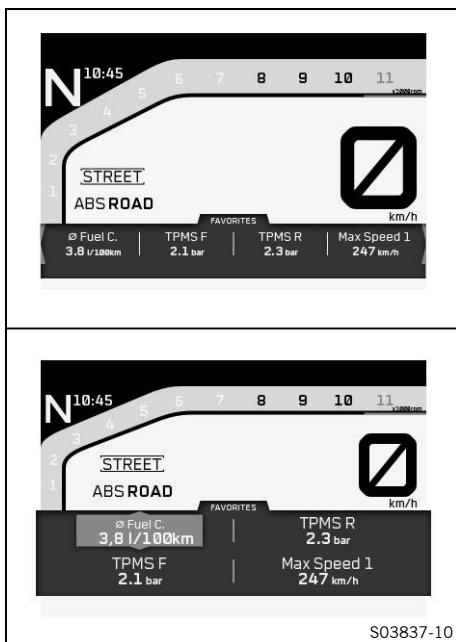 N 10:45
1 2 3 4 5 6 7 8 9 10 11
x1000rpm
STREET
ABS ROAD
0
km/h
FAVORITES
ø Fuel C. TPMS F TPMS R Max Speed 1
3.8 l/100km 2.1 bar 2.3 bar 247 km/h
N 10:45
1 2 3 4 5 6 7 8 9 10 11
x1000rpm
STREET
ABS ROAD
0
km/h
FAVORITES
ø Fuel C. TPMS R
3,8 l/100km 2.3 bar
TPMS F Max Speed 1
2.1 bar 247 km/h
S03837-10